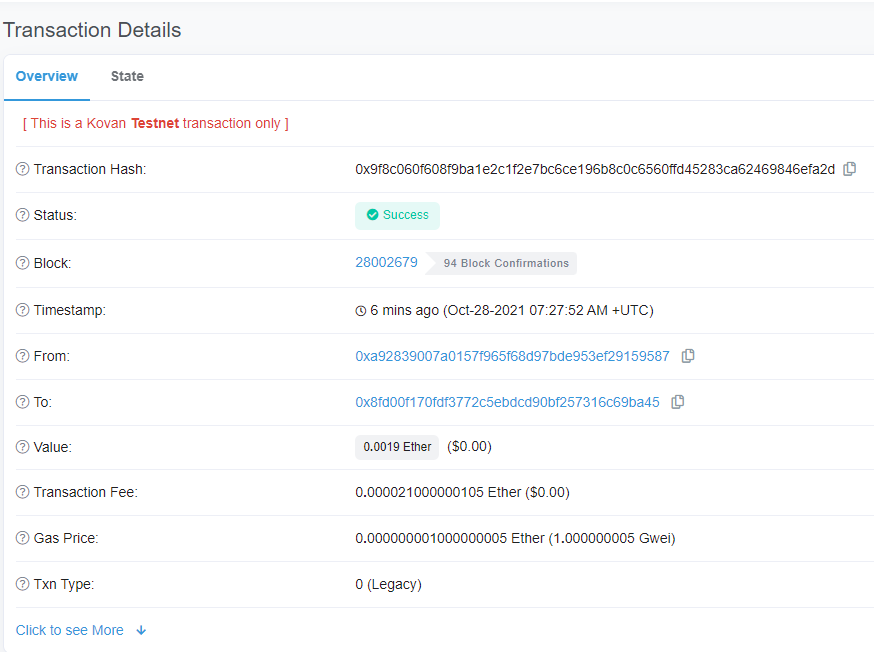 Transaction Details
Overview State
[ This is a Kovan Testnet transaction only ]
Transaction Hash: 0x9f8c060f608f9ba1e2c1f2e7bc6ce196b8c0c6560ffd45283ca62469846efa2d
Status: Success
Block: 28002679 94 Block Confirmations
Timestamp: 6 mins ago (Oct-28-2021 07:27:52 AM +UTC)
From: 0xa92839007a0157f965f68d97bde953ef29159587
To: 0x8fd00f170fdf3772c5ebdcd90bf257316c69ba45
Value: 0.0019 Ether ($0.00)
Transaction Fee: 0.000021000000105 Ether ($0.00)
Gas Price: 0.000000001000000005 Ether (1.000000005 Gwei)
Txn Type: 0 (Legacy)
Click to see More